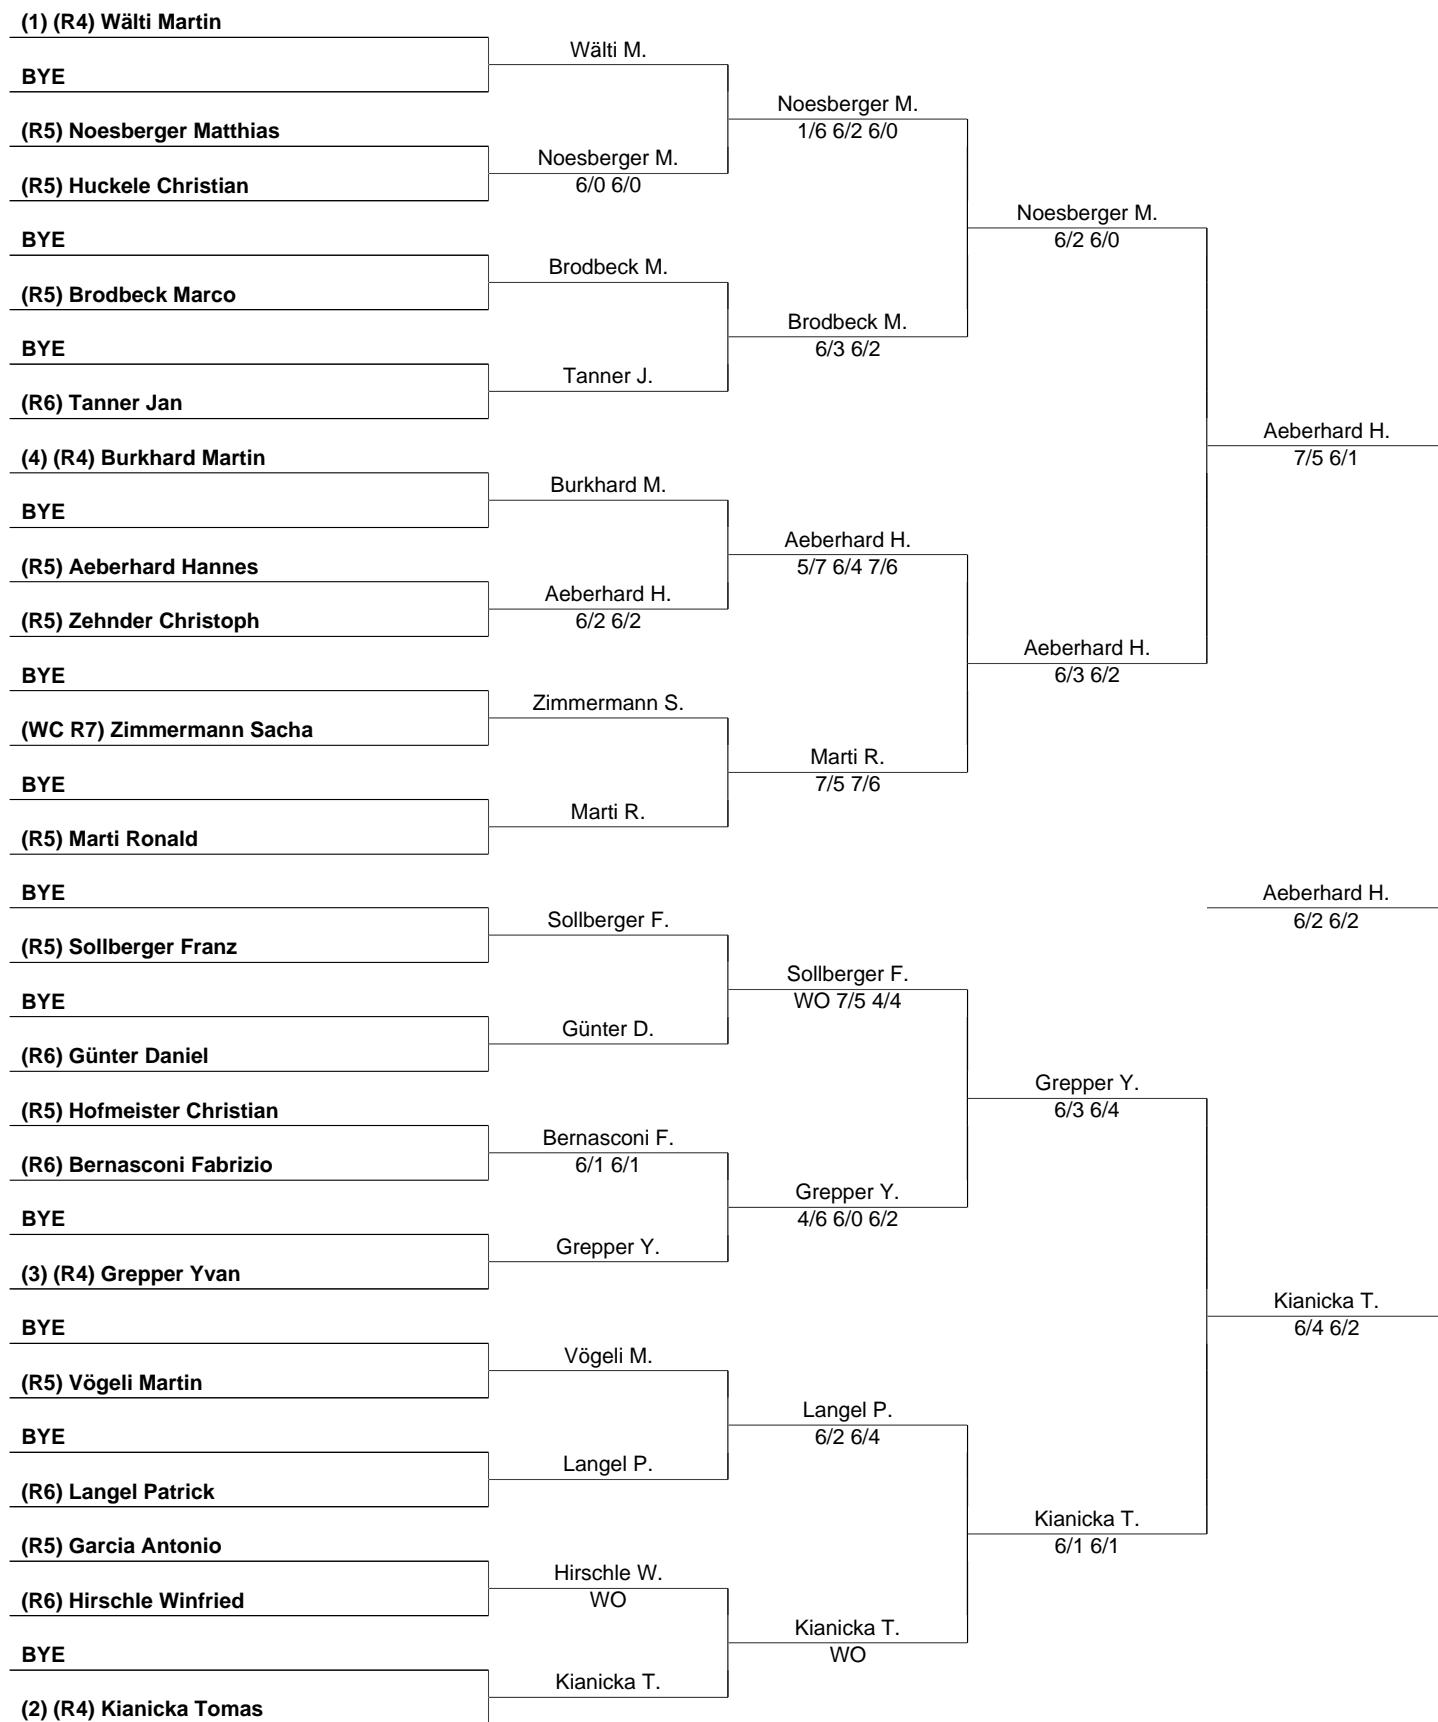 (1) (R4) Wälti Martin
BYE
(R5) Noesberger Matthias
(R5) Huckele Christian
BYE
(R5) Brodbeck Marco
BYE
(R6) Tanner Jan
(4) (R4) Burkhard Martin
BYE
(R5) Aeberhard Hannes
(R5) Zehnder Christoph
BYE
(WC R7) Zimmermann Sacha
BYE
(R5) Marti Ronald
BYE
(R5) Sollberger Franz
BYE
(R6) Günter Daniel
(R5) Hofmeister Christian
(R6) Bernasconi Fabrizio
BYE
(3) (R4) Grepper Yvan
BYE
(R5) Vögeli Martin
BYE
(R6) Langel Patrick
(R5) Garcia Antonio
(R6) Hirschle Winfried
BYE
(2) (R4) Kianicka Tomas
Wälti M.
Noesberger M.
6/0 6/0
Brodbeck M.
Tanner J.
Burkhard M.
Aeberhard H.
6/2 6/2
Zimmermann S.
Marti R.
Sollberger F.
Günter D.
Bernasconi F.
6/1 6/1
Grepper Y.
Vögeli M.
Langel P.
Hirschle W.
WO
Kianicka T.
Noesberger M.
1/6 6/2 6/0
Brodbeck M.
6/3 6/2
Aeberhard H.
5/7 6/4 7/6
Marti R.
7/5 7/6
Sollberger F.
WO 7/5 4/4
Grepper Y.
4/6 6/0 6/2
Langel P.
6/2 6/4
Kianicka T.
WO
Noesberger M.
6/2 6/0
Aeberhard H.
6/3 6/2
Grepper Y.
6/3 6/4
Kianicka T.
6/1 6/1
Aeberhard H.
7/5 6/1
Aeberhard H.
6/2 6/2
Kianicka T.
6/4 6/2